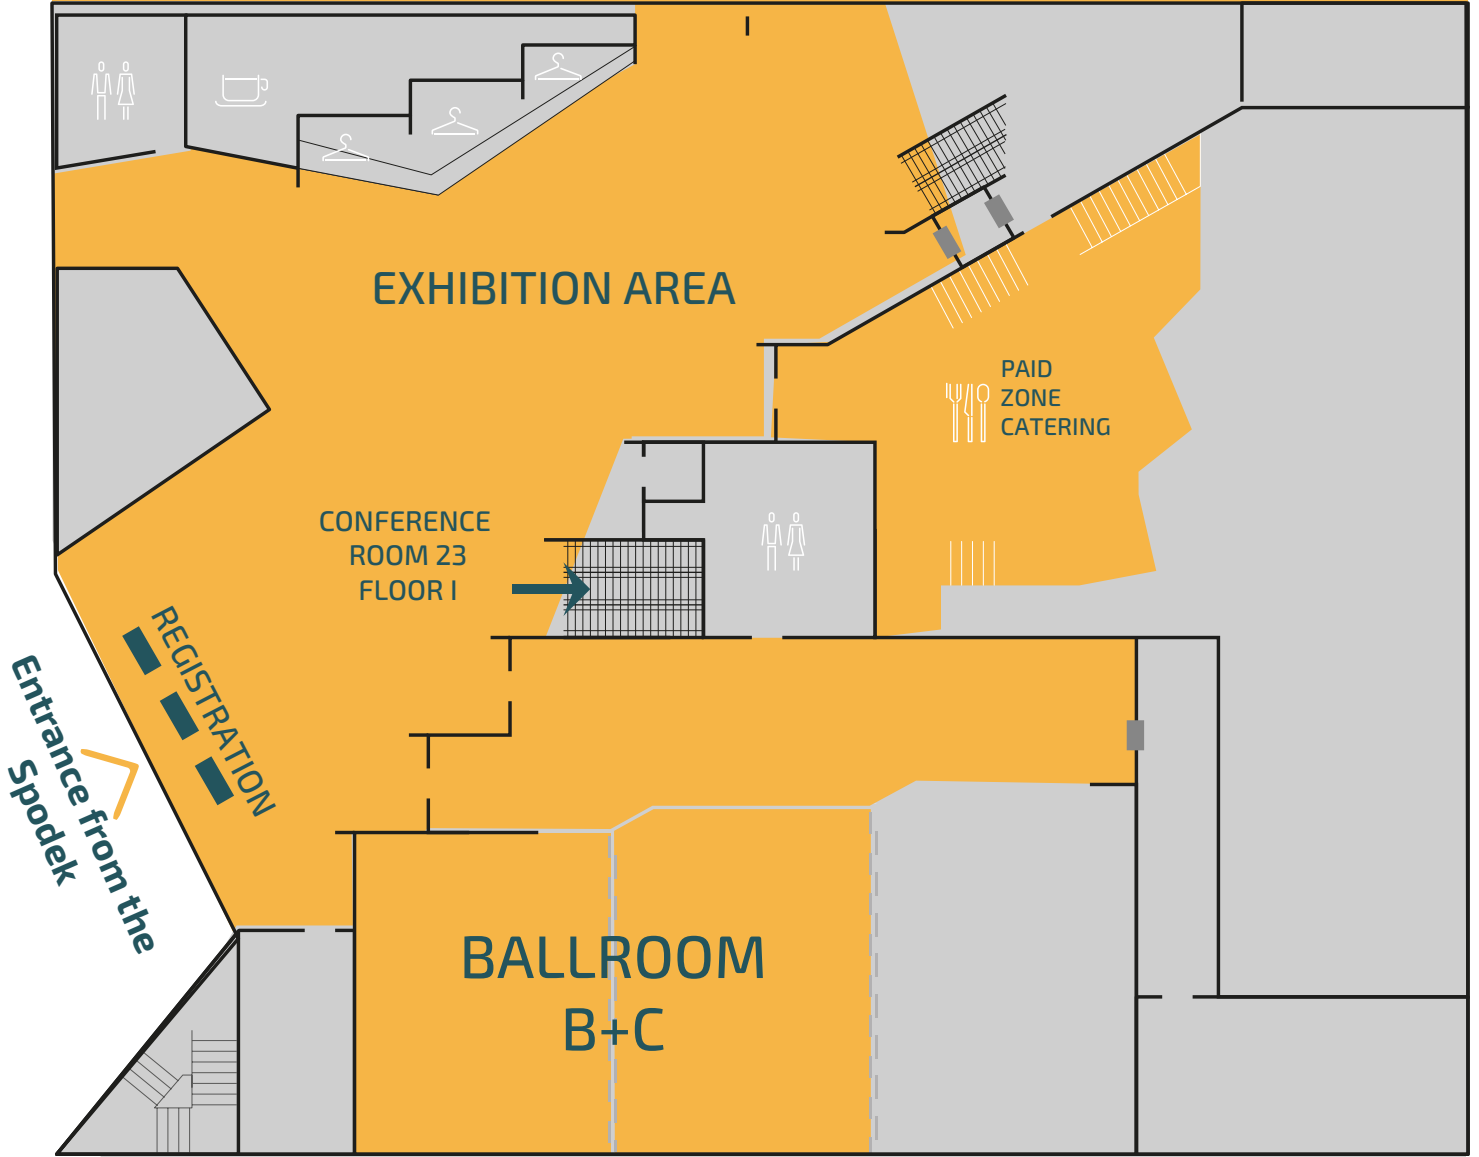 EXHIBITION AREA
PAID
ZONE
CATERING
CONFERENCE
ROOM 23
FLOOR I
REGISTRATION
Entrance from the
Spodek
BALLROOM
B+C